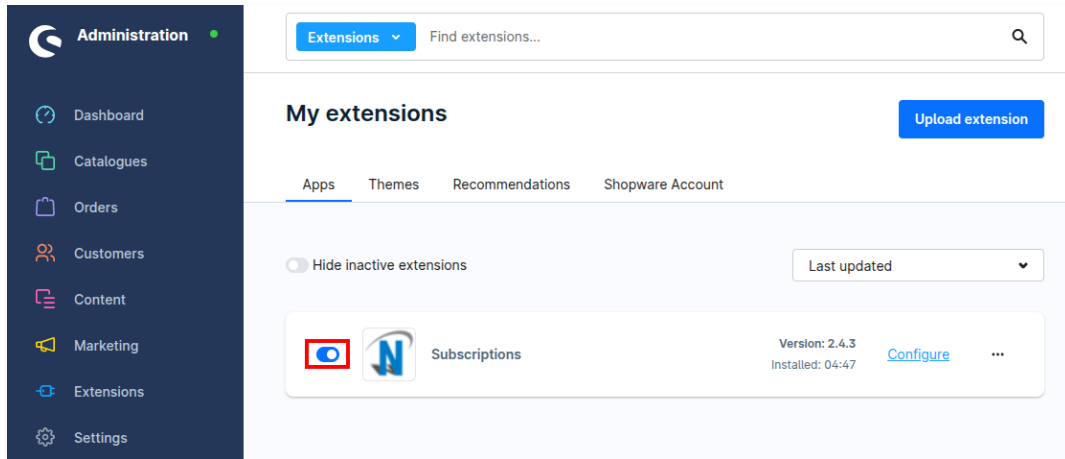 Administration
Extensions
Find extensions...
Dashboard
Catalogues
Orders
Customers
Content
Marketing
Extensions
Settings
My extensions
Upload extension
Apps Themes Recommendations Shopware Account
Hide inactive extensions
Last updated
N
Subscriptions
Version: 2.4.3
Installed: 04:47
Configure